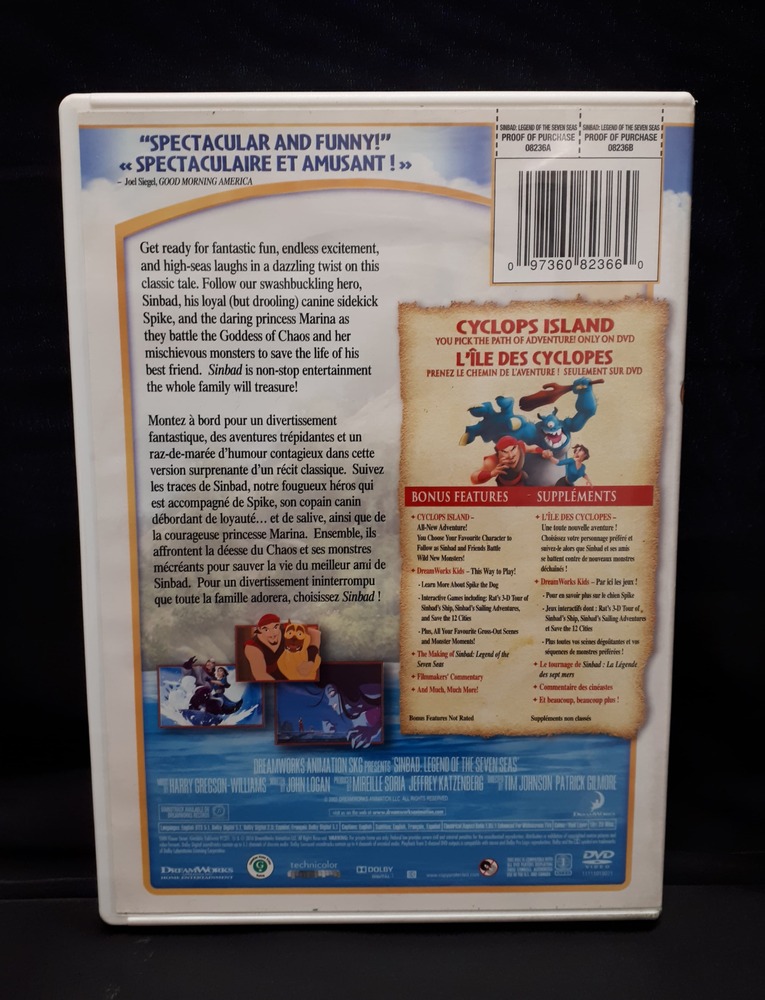 “SPECTACULAR AND FUNNY!”
« SPECTACULAIRE ET AMUSANT ! »
– Joel Siegel, GOOD MORNING AMERICA
SINBAD: LEGEND OF THE SEVEN SEAS
PROOF OF PURCHASE
08236A
SINBAD: LEGEND OF THE SEVEN SEAS
PROOF OF PURCHASE
08236B
0 97360 82366 0
Get ready for fantastic fun, endless excitement,
and high-seas laughs in a dazzling twist on this
classic tale. Follow our swashbuckling hero,
Sinbad, his loyal (but drooling) canine sidekick
Spike, and the daring princess Marina as
they battle the Goddess of Chaos and her
mischievous monsters to save the life of his
best friend. Sinbad is non-stop entertainment
the whole family will treasure!
Montez à bord pour un divertissement
fantastique, des aventures trépidantes et un
raz-de-marée d’humour contagieux dans cette
version surprenante d’un récit classique. Suivez
les traces de Sinbad, notre fougueux héros qui
est accompagné de Spike, son copain canin
débordant de loyauté… et de salive, ainsi que de
la courageuse princesse Marina. Ensemble, ils
affrontent la déesse du Chaos et ses monstres
mécréants pour sauver la vie du meilleur ami de
Sinbad. Pour un divertissement ininterrompu
que toute la famille adorera, choisissez Sinbad !
CYCLOPS ISLAND
YOU PICK THE PATH OF ADVENTURE! ONLY ON DVD
L’ÎLE DES CYCLOPES
PRENEZ LE CHEMIN DE L’AVENTURE ! SEULEMENT SUR DVD
BONUS FEATURES - SUPPLÉMENTS
✦ CYCLOPS ISLAND –
All-New Adventure!
You Choose Your Favourite Character to
Follow as Sinbad and Friends Battle
Wild New Monsters!
✦ DreamWorks Kids – This Way to Play!
- Learn More About Spike the Dog
- Interactive Games including: Rat’s 3-D Tour of
Sinbad’s Ship, Sinbad’s Sailing Adventures,
and Save the 12 Cities
- Plus, All Your Favourite Gross-Out Scenes
and Monster Moments!
✦ The Making of Sinbad: Legend of the
Seven Seas
✦ Filmmakers’ Commentary
✦ And Much, Much More!
Bonus Features Not Rated
✦ L’ÎLE DES CYCLOPES –
Une toute nouvelle aventure !
Choisissez votre personnage préféré et
suivez-le alors que Sinbad et ses amis
se battent contre de nouveaux monstres
déchaînés !
✦ DreamWorks Kids – Par ici les jeux !
- Pour en savoir plus sur le chien Spike
- Jeux interactifs dont : Rat’s 3-D Tour of
Sinbad’s Ship, Sinbad’s Sailing Adventures
et Save the 12 Cities
- Plus toutes vos scènes dégoûtantes et vos
séquences de monstres préférées !
✦ Le tournage de Sinbad : La Légende
des sept mers
✦ Commentaire des cinéastes
✦ Et beaucoup, beaucoup plus !
Suppléments non classés
DREAMWORKS ANIMATION SKG PRESENTS “SINBAD: LEGEND OF THE SEVEN SEAS”
HARRY GREGSON-WILLIAMS JOHN LOGAN MIREILLE SORIA JEFFREY KATZENBERG TIM JOHNSON PATRICK GILMORE
www.dreamworksanimation.com
DREAMWORKS
DREAMWORKS
HOME ENTERTAINMENT
technicolor
DOLBY
DIGITAL
DVD
VIDEO